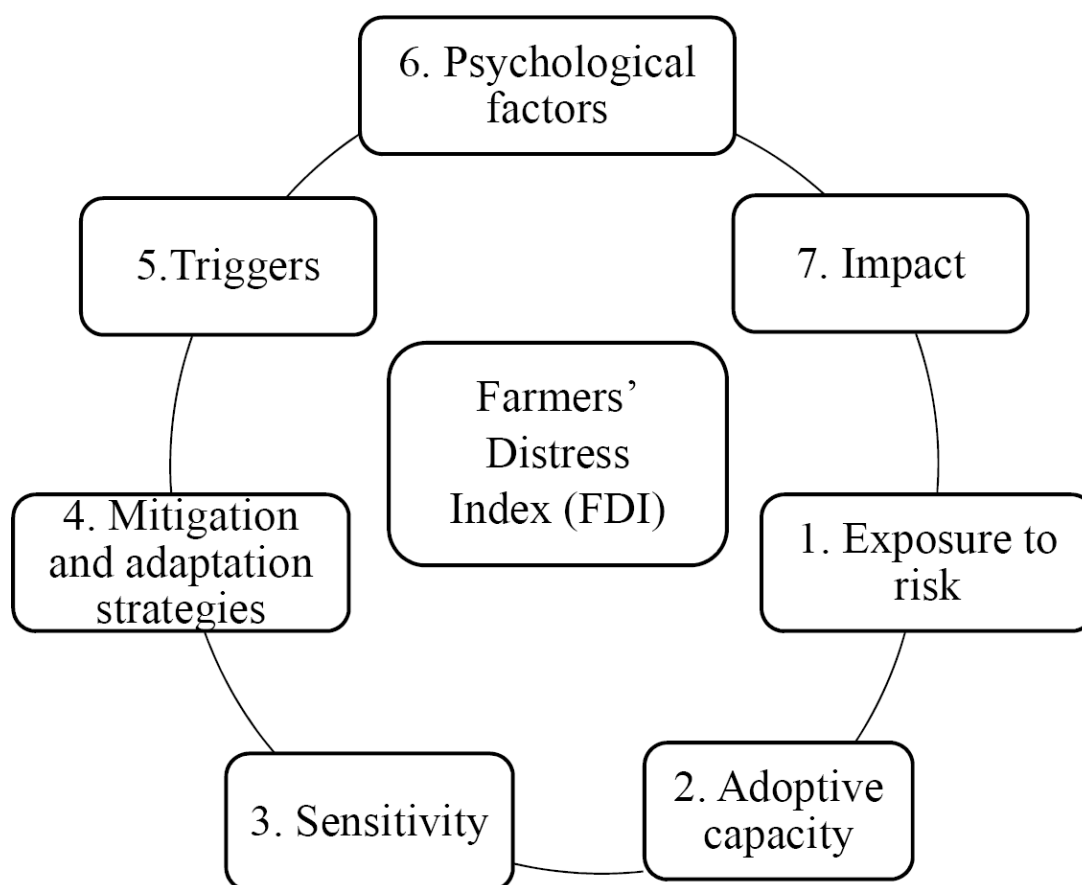 6. Psychological
factors
5.Triggers
7. Impact
Farmers’
Distress
Index (FDI)
4. Mitigation
and adaptation
strategies
1. Exposure to
risk
3. Sensitivity
2. Adoptive
capacity